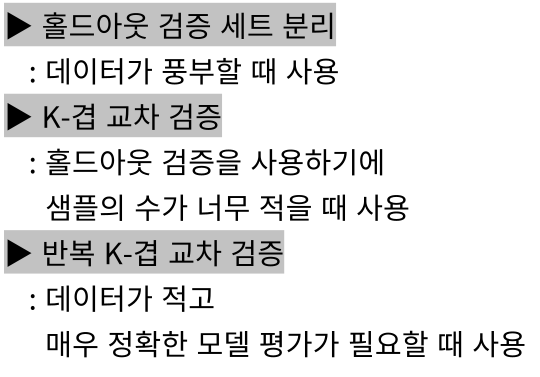 ▶ 홀드아웃 검증 세트 분리
: 데이터가 풍부할 때 사용
▶ K-겹 교차 검증
: 홀드아웃 검증을 사용하기에
샘플의 수가 너무 적을 때 사용
▶ 반복 K-겹 교차 검증
: 데이터가 적고
매우 정확한 모델 평가가 필요할 때 사용